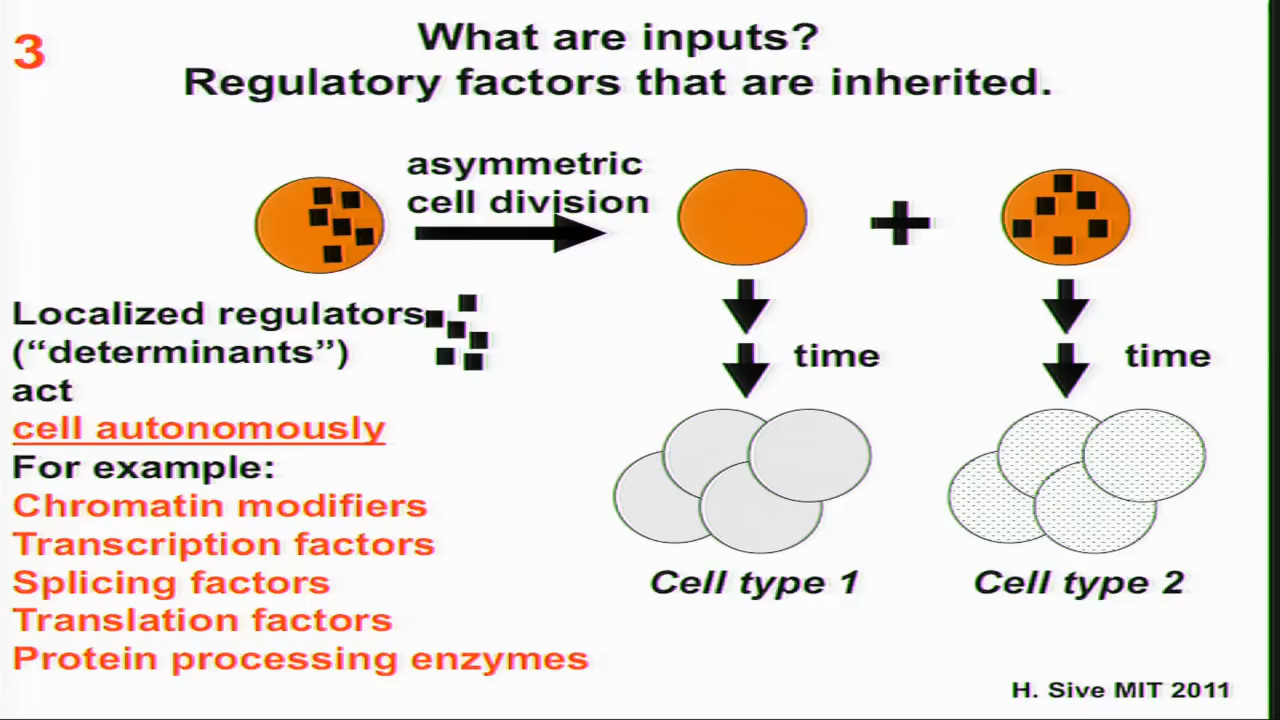 3
What are inputs?
Regulatory factors that are inherited.
asymmetric
cell division
+
Localized regulators
(“determinants”)
act
cell autonomously
For example:
Chromatin modifiers
Transcription factors
Splicing factors
Translation factors
Protein processing enzymes
time
time
Cell type 1
Cell type 2
H. Sive MIT 2011